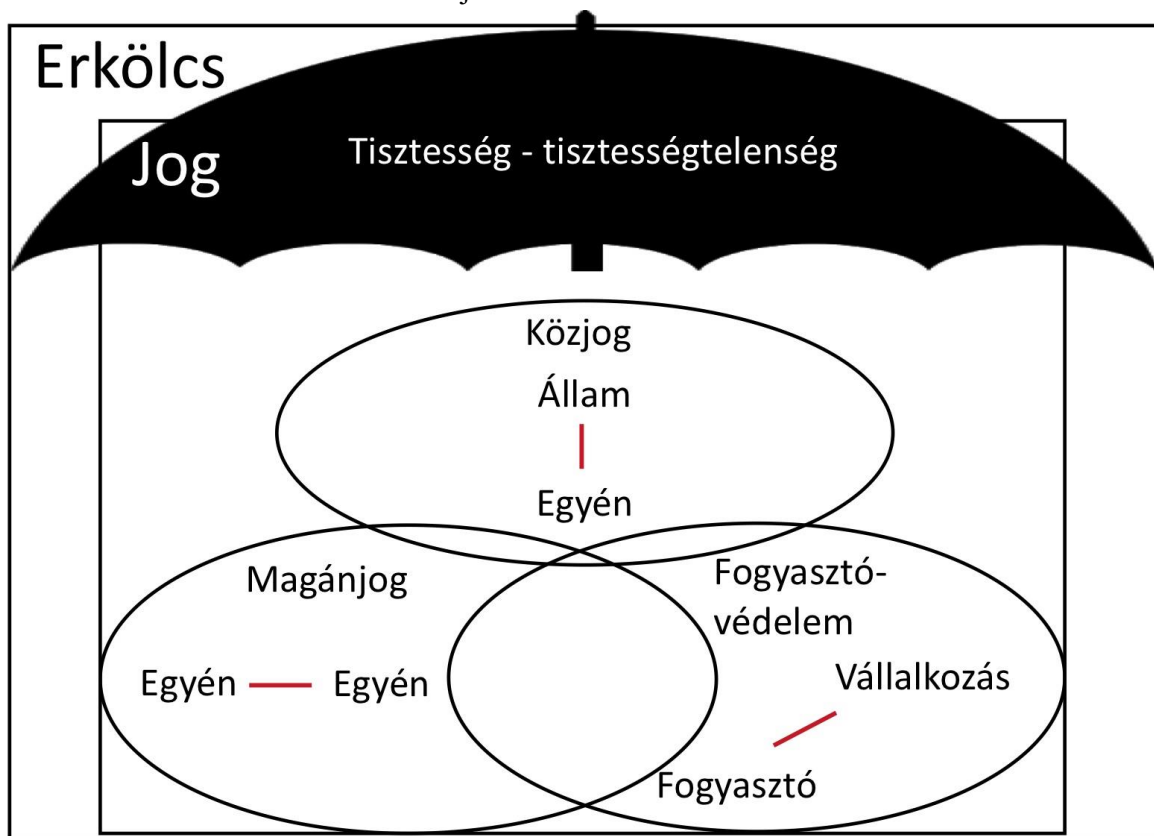 Erkölcs
Jog
Tisztesség - tisztességtelenség
Közjog
Állam
Egyén
Magánjog
Egyén
Egyén
Fogyasztó-
védelem
Vállalkozás
Fogyasztó